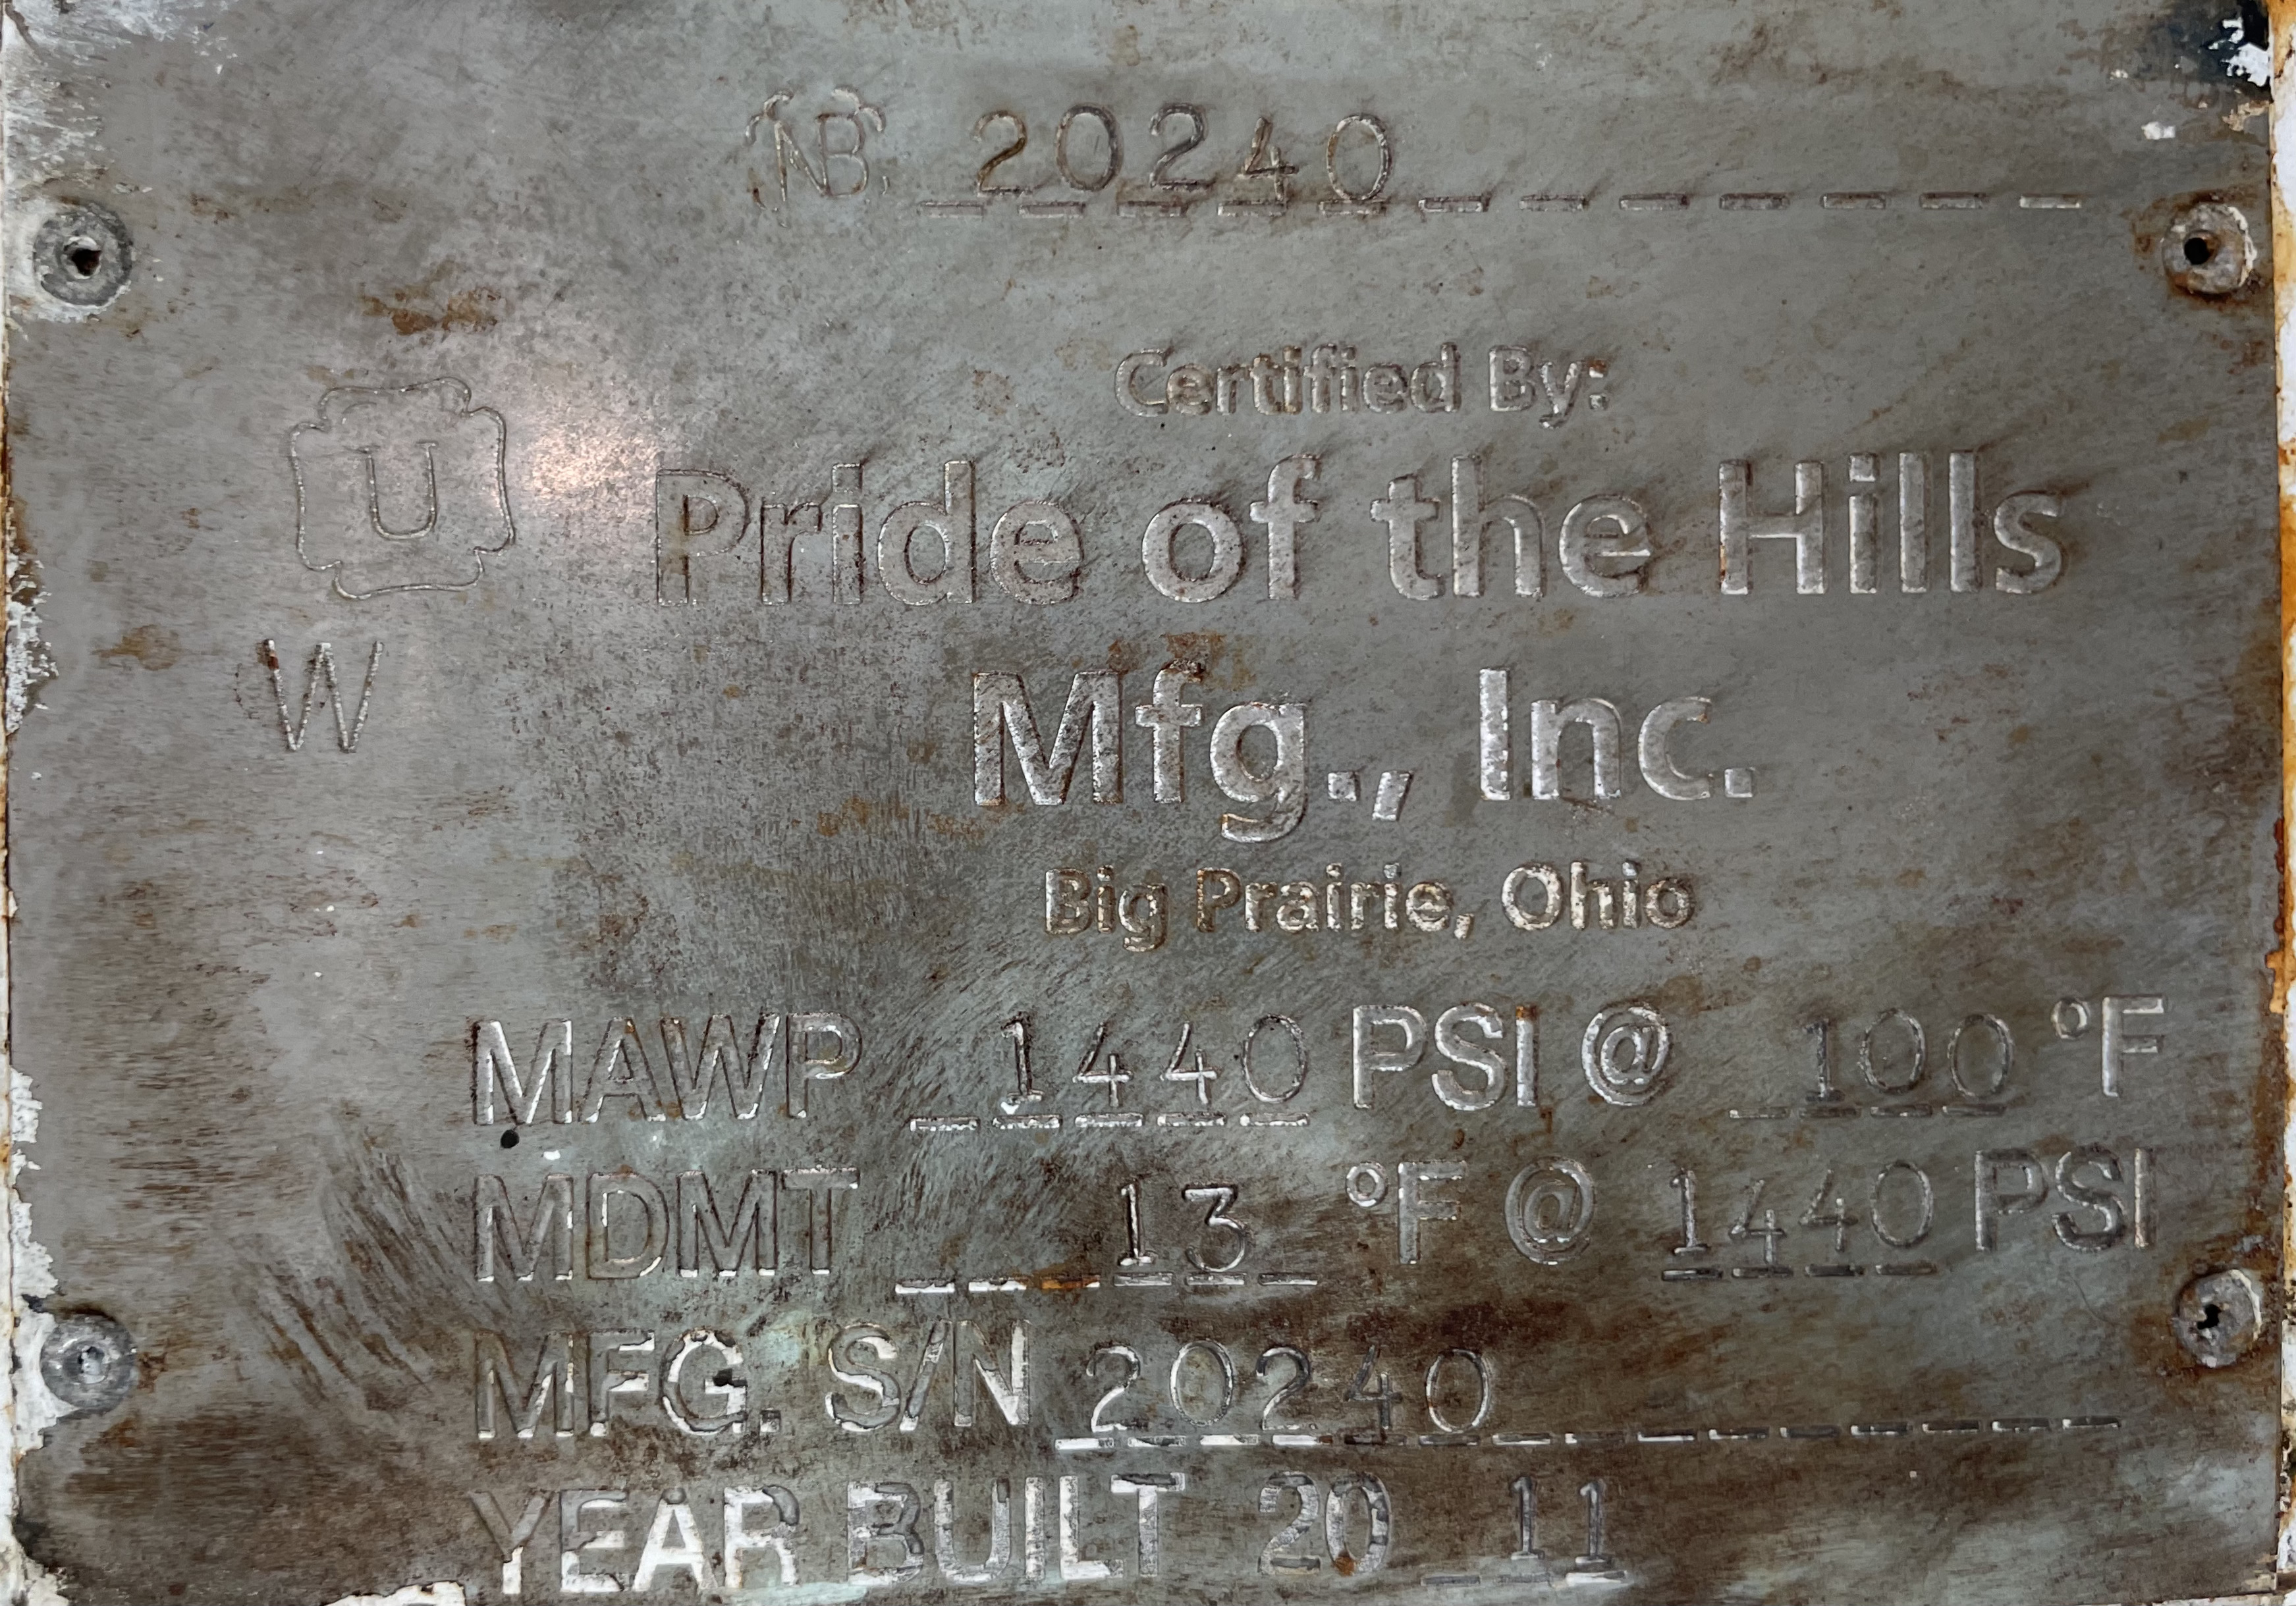 NB 20240
Certified By:
U
Pride of the Hills
W
Mfg., Inc.
Big Prairie, Ohio
MAWP 1440 PSI @ 100 °F
MDMT 13 °F @ 1440 PSI
MFG. S/N 20240
YEAR BUILT 20 11